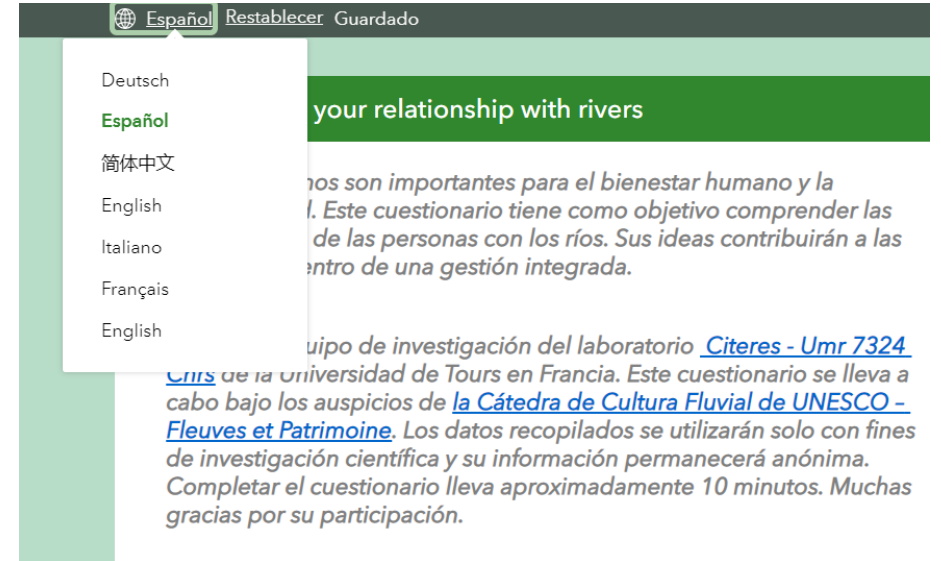 Español Restablecer Guardado
Deutsch
Español
简体中文
English
Italiano
Français
English
your relationship with rivers
son importantes para el bienestar humano y la
Este cuestionario tiene como objetivo comprender las
de las personas con los ríos. Sus ideas contribuirán a las
de una gestión integrada.
de investigación del laboratorio Citeres - Umr 7324
Cnrs de la Universidad de Tours en Francia. Este cuestionario se lleva a
cabo bajo los auspicios de la Cátedra de Cultura Fluvial de UNESCO –
Fleuves et Patrimoine. Los datos recopilados se utilizarán solo con fines
de investigación científica y su información permanecerá anónima.
Completar el cuestionario lleva aproximadamente 10 minutos. Muchas
gracias por su participación.